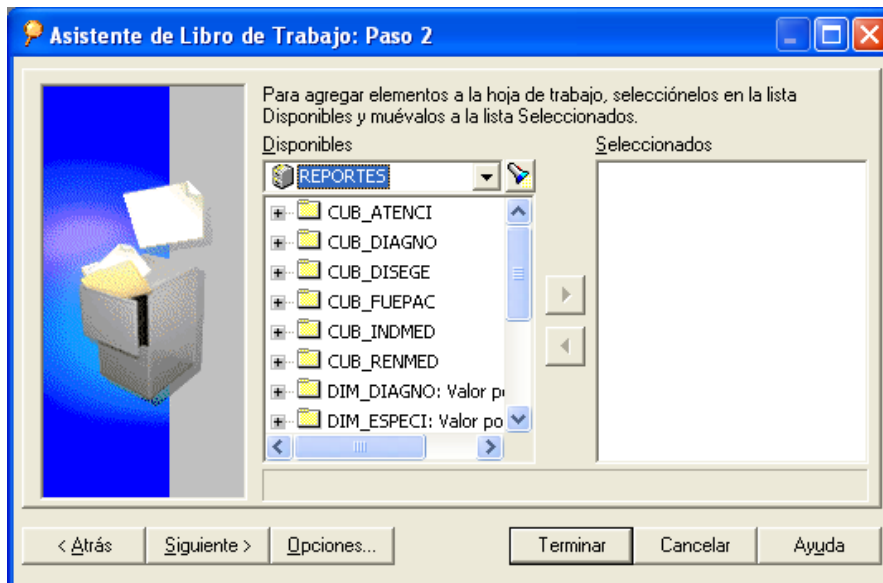 Asistente de Libro de Trabajo: Paso 2
Para agregar elementos a la hoja de trabajo, selecciónelos en la lista
Disponibles y muévalos a la lista Seleccionados.
Disponibles
Seleccionados
REPORTES
CUB_ATENCI
CUB_DIAGNO
CUB_DISEGE
CUB_FUEPAC
CUB_INDMED
CUB_RENMED
DIM_DIAGNO: Valor po
DIM_ESPECI: Valor po
< Atrás
Siguiente >
Opciones...
Terminar
Cancelar
Ayuda